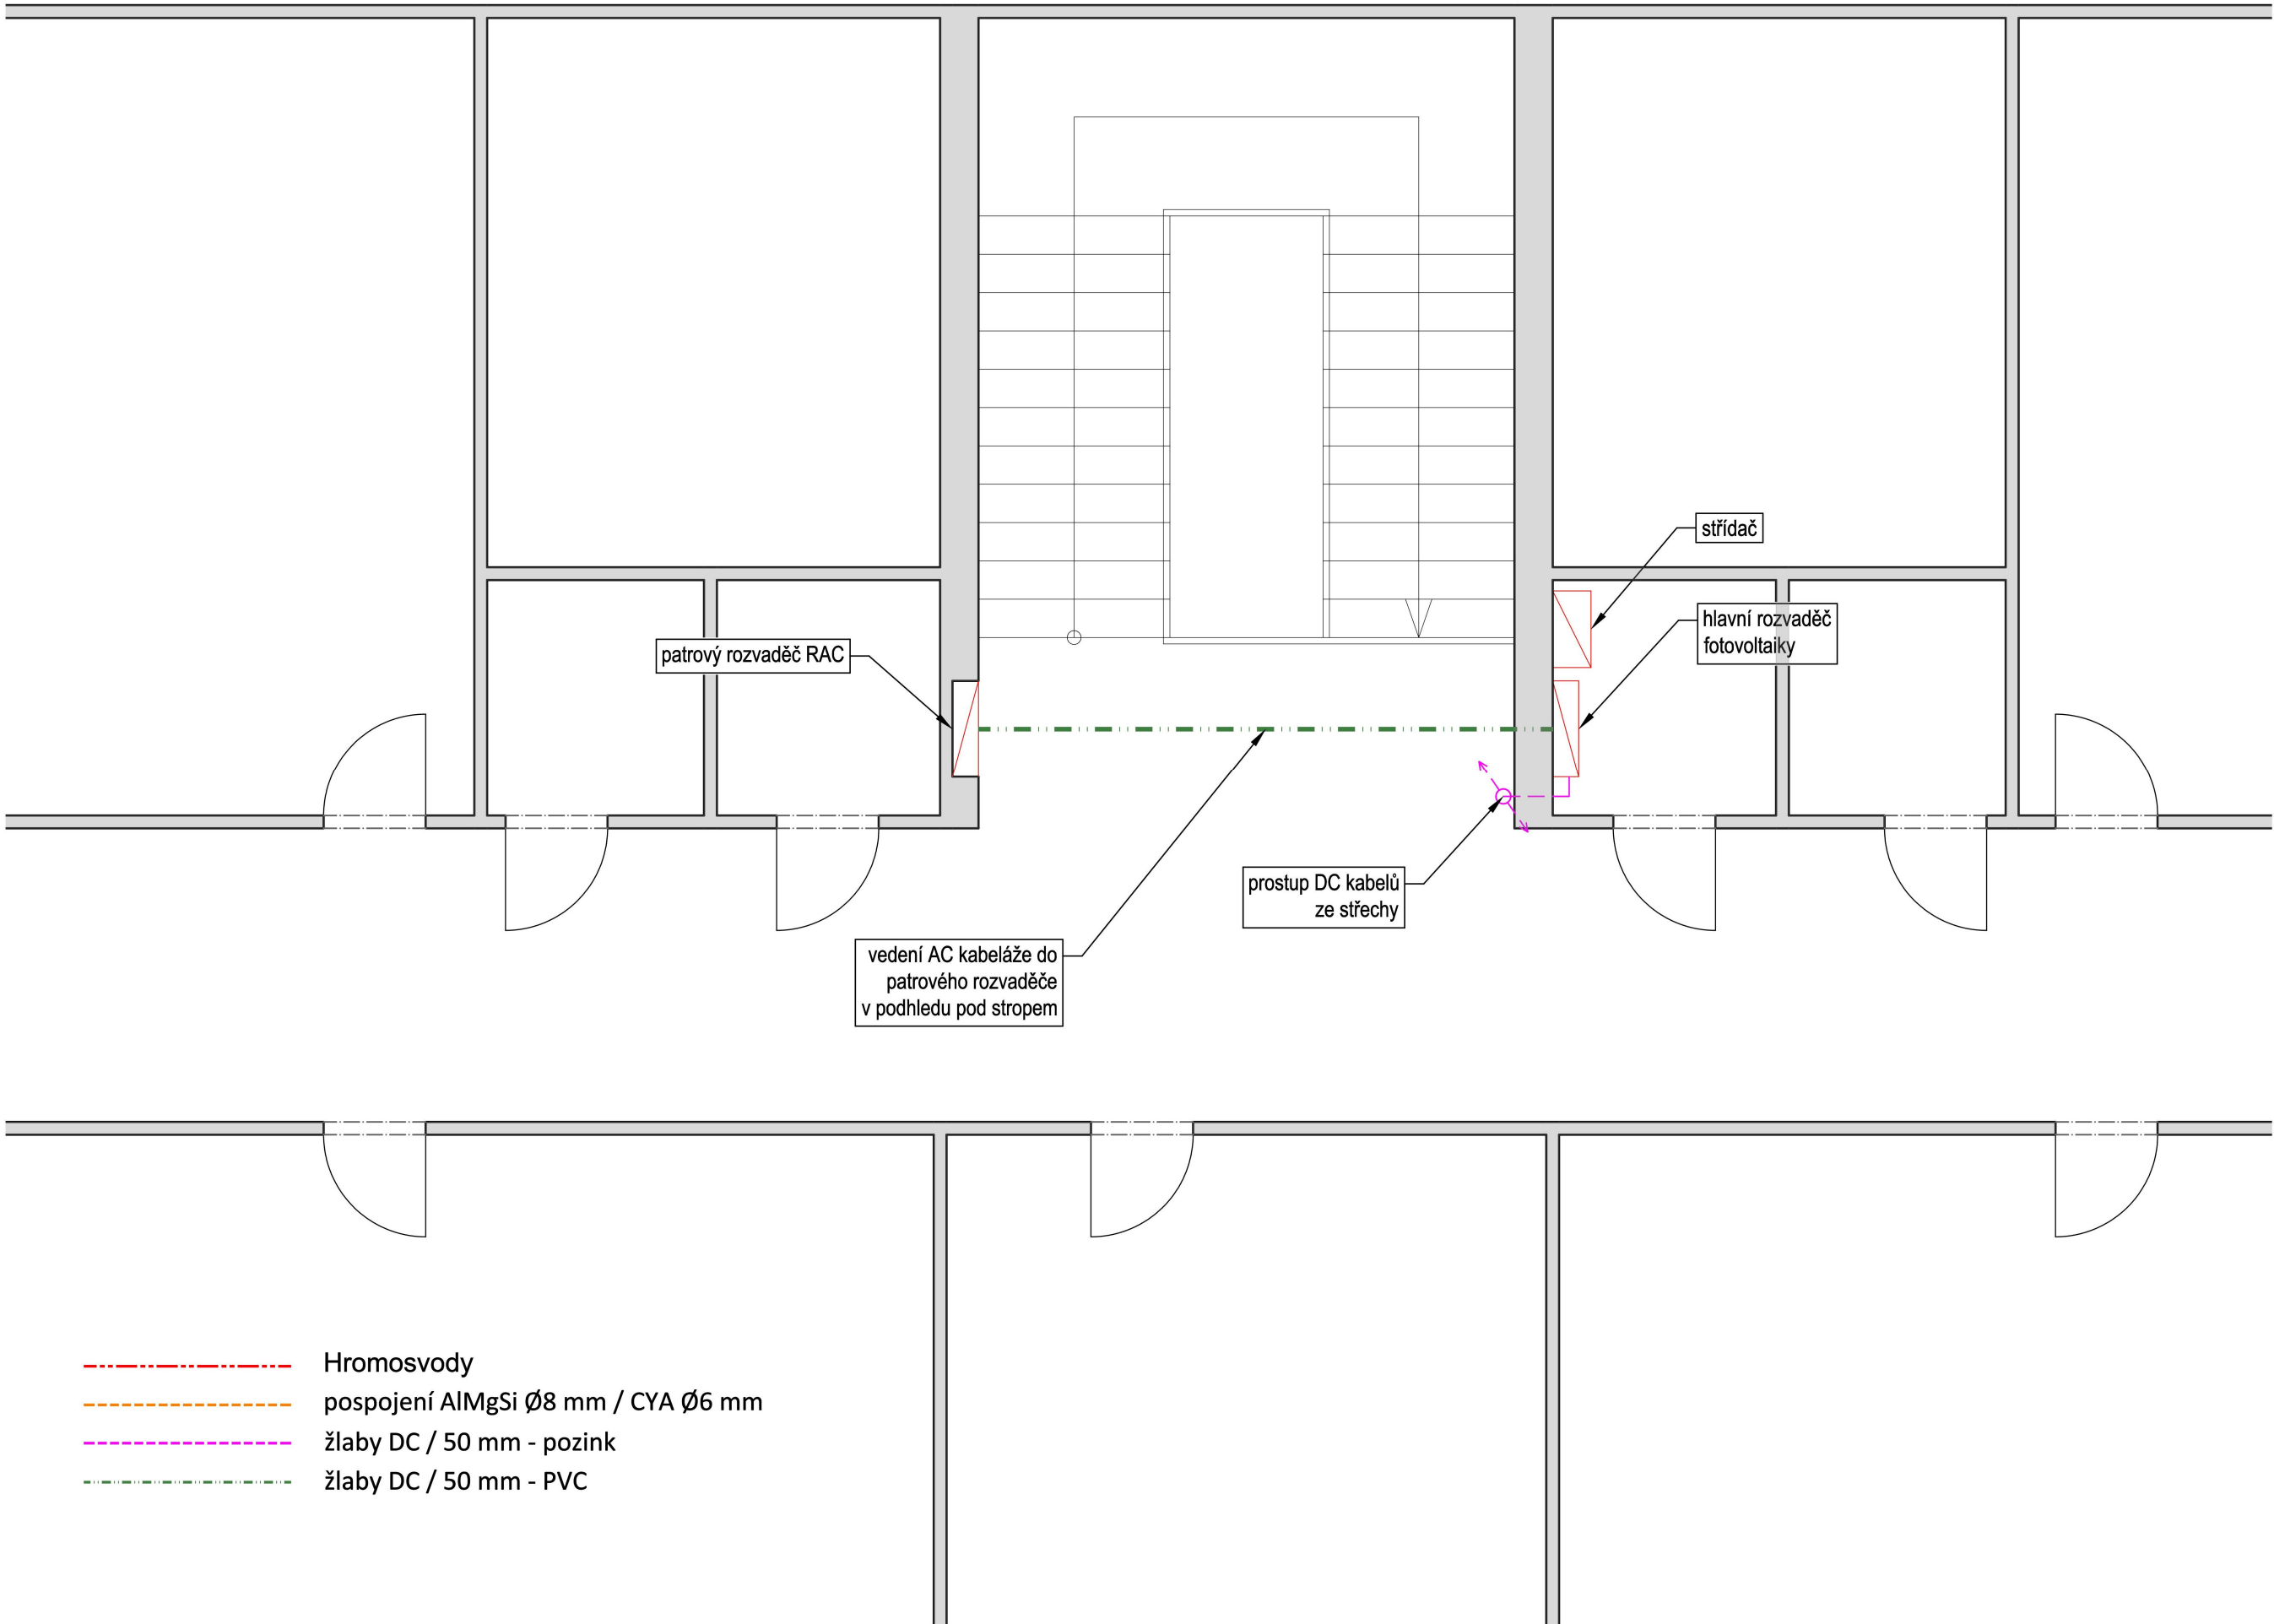 střídač
hlavní rozvaděč
fotovoltaiky
patrový rozvaděč RAC
prostup DC kabelů
ze střechy
vedení AC kabeláže do
patrového rozvaděče
v podhledu pod stropem
Hromosvody
pospojení AlMgSi Ø8 mm / CYA Ø6 mm
žlaby DC / 50 mm - pozink
žlaby DC / 50 mm - PVC